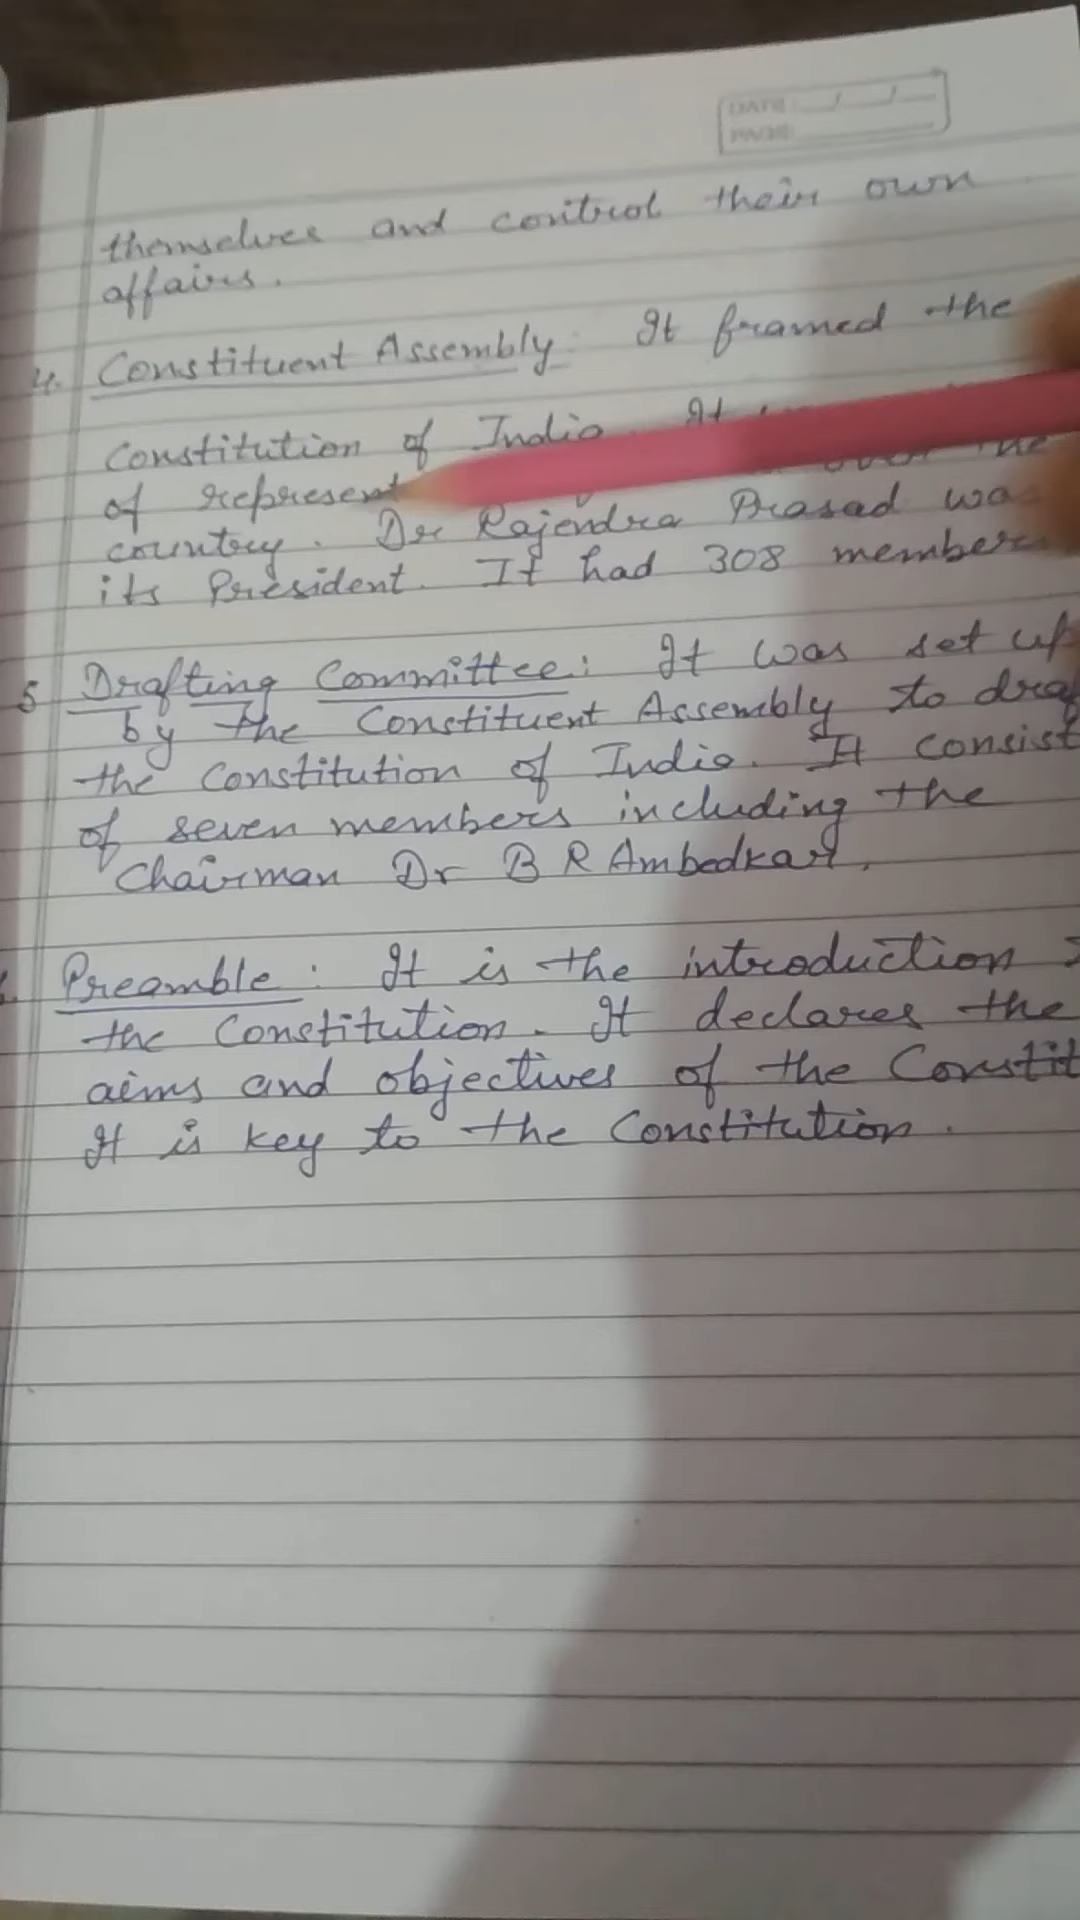 DATE
PAGE
themselves and control their own
affairs.
4. Constituent Assembly: It framed the
Constitution of India. It
of represent over the
country. Dr Rajendra Prasad was
its President. It had 308 members
5 Drafting Committee: It was set up
by the Constituent Assembly to draf
the Constitution of India. It consist
of seven members including the
Chairman Dr B R Ambedkar.
Preamble: It is the introduction
the Constitution. It declares the
aims and objectives of the Constit
It is key to the Constitution.